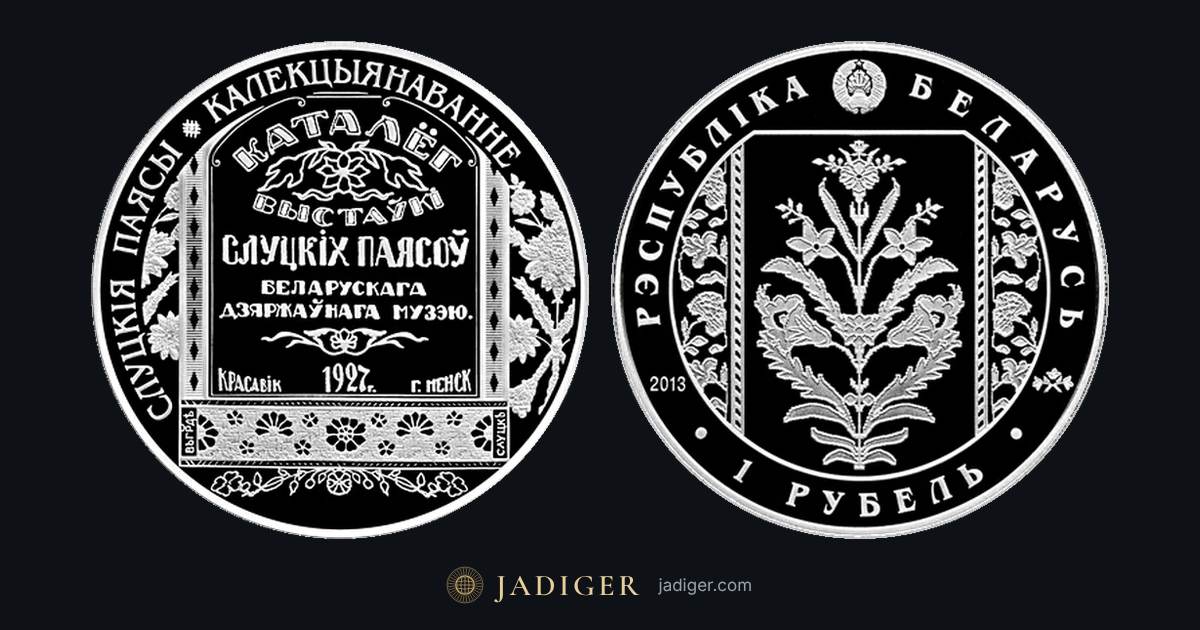 СЛУЦКІЯ ПАЯСЫ # КАЛЕКЦЫЯНАВАННЕ
КАТАЛЁГ
ВЫСТАЎКІ
СЛУЦКІХ ПАЯСОЎ
БЕЛАРУСКАГА
ДЗЯРЖАЎНАГА МУЗЭЮ.
КРАСАВІК 1927г. Г. МЕНСК
СЛУЦКЪ
РЭСПУБЛІКА БЕЛАРУСЬ
2013
1 РУБЕЛЬ
JADIGER jadiger.com